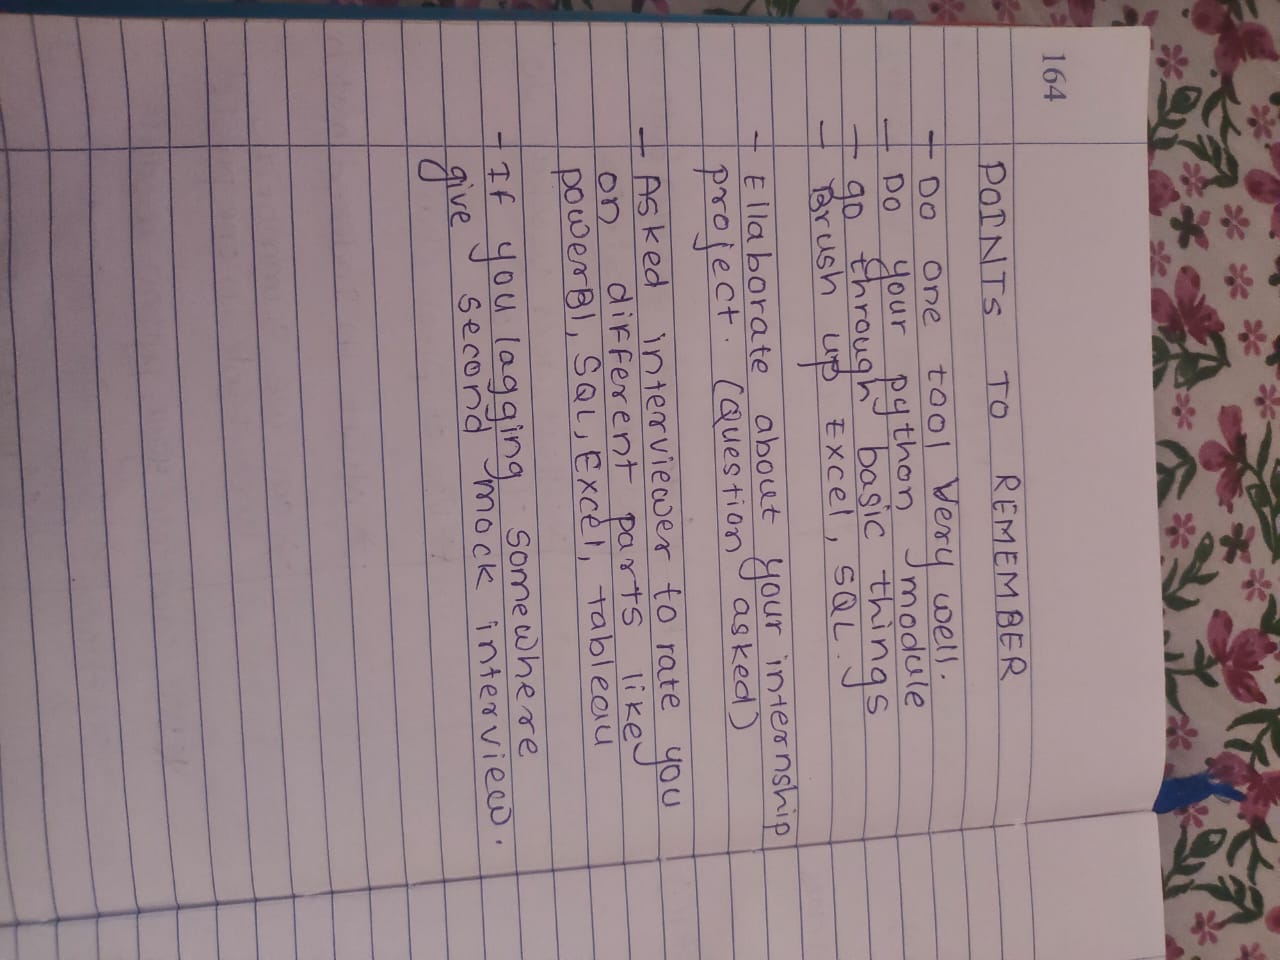 164
POINTS TO REMEMBER
- Do one tool Very well.
- Do your python module
- go through basic things
- Brush up Excel, SQL.
- Ellaborate about your internship
project. (Question asked)
- Asked interviewer to rate you
on different parts like
powerBI, SQL, Excel, tableau
- If you lagging somewhere
give second mock interview.